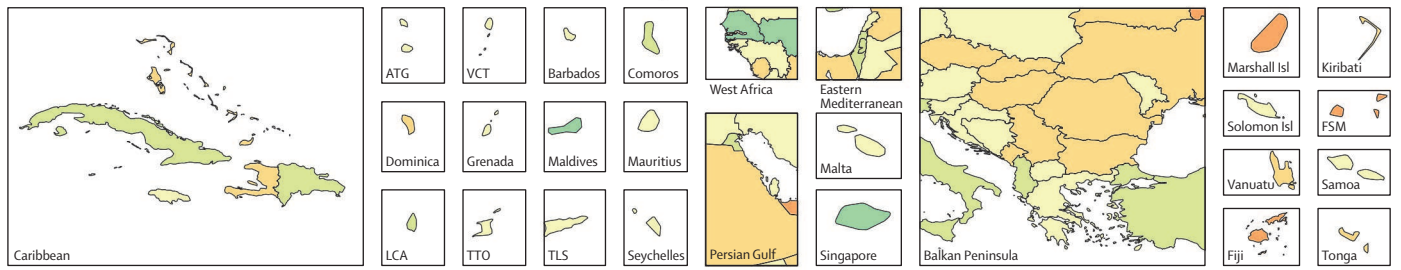 Caribbean
ATG
VCT
Barbados
Comoros
Dominica
Grenada
Maldives
Mauritius
LCA
TTO
TLS
Seychelles
West Africa
Eastern
Mediterranean
Persian Gulf
Malta
Singapore
Balkan Peninsula
Marshall Isl
Kiribati
Solomon Isl
FSM
Vanuatu
Samoa
Fiji
Tonga